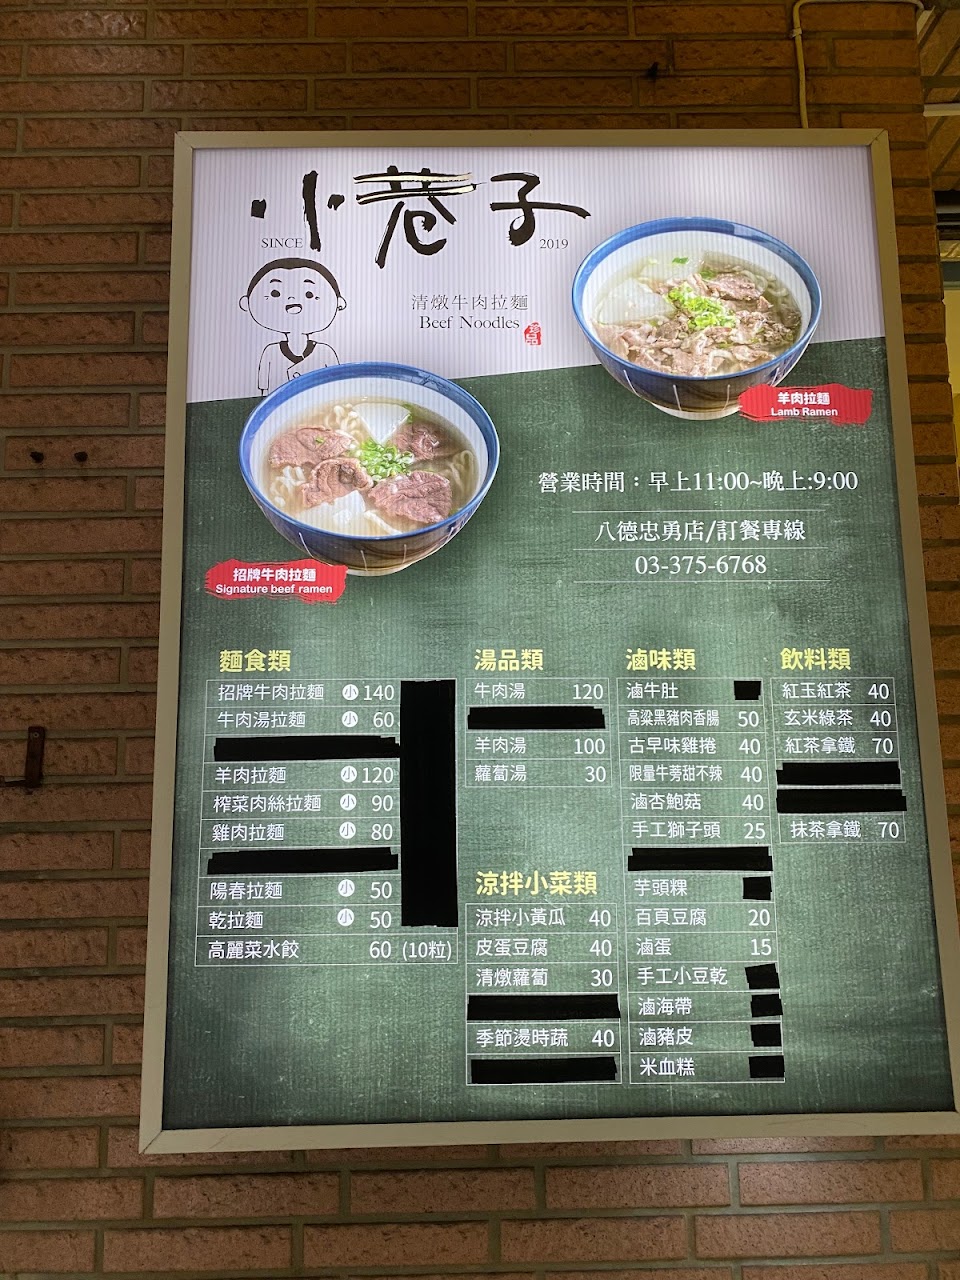 小巷子
SINCE
2019
清燉牛肉拉麵
Beef Noodles
珍品
羊肉拉麵
Lamb Ramen
招牌牛肉拉麵
Signature beef ramen
營業時間：早上11:00~晚上:9:00
八德忠勇店/訂餐專線
03-375-6768
麵食類
招牌牛肉拉麵 小 140
牛肉湯拉麵 小 60
羊肉拉麵 小 120
榨菜肉絲拉麵 小 90
雞肉拉麵 小 80
陽春拉麵 小 50
乾拉麵 小 50
高麗菜水餃 60 (10粒)
湯品類
牛肉湯 120
羊肉湯 100
蘿蔔湯 30
涼拌小菜類
涼拌小黃瓜 40
皮蛋豆腐 40
清燉蘿蔔 30
季節燙時蔬 40
滷味類
滷牛肚
高粱黑豬肉香腸 50
古早味雞捲 40
限量牛蒡甜不辣 40
滷杏鮑菇 40
手工獅子頭 25
芋頭粿
百頁豆腐 20
滷蛋 15
手工小豆乾
滷海帶
滷豬皮
米血糕
飲料類
紅玉紅茶 40
玄米綠茶 40
紅茶拿鐵 70
抹茶拿鐵 70